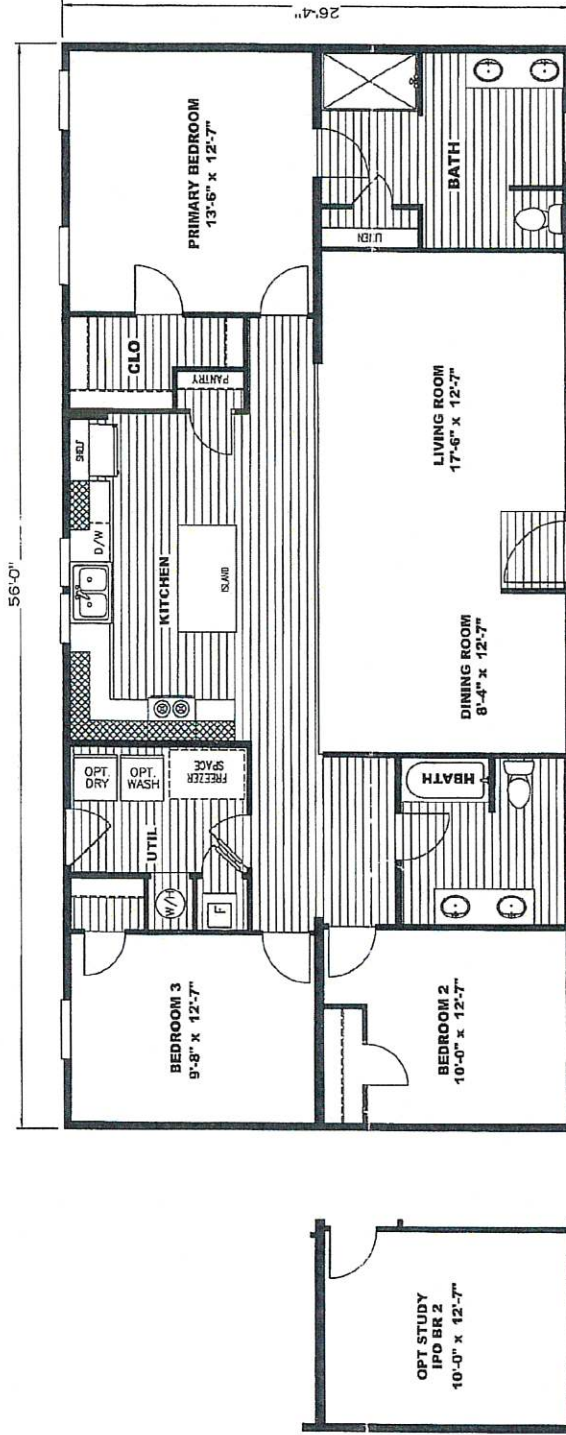 56'-0"
26'-4"
PRIMARY BEDROOM
13'-6" x 12'-7"
CLO
PANTRY
SHELF
D/W
KITCHEN
ISLAND
OPT.
DRY
OPT.
WASH
FREEZER
SPACE
UTIL
W/H
F
BEDROOM 3
9'-8" x 12'-7"
LINEN
BATH
LIVING ROOM
17'-6" x 12'-7"
DINING ROOM
8'-4" x 12'-7"
HBATH
BEDROOM 2
10'-0" x 12'-7"
OPT STUDY
IPO BR 2
10'-0" x 12'-7"